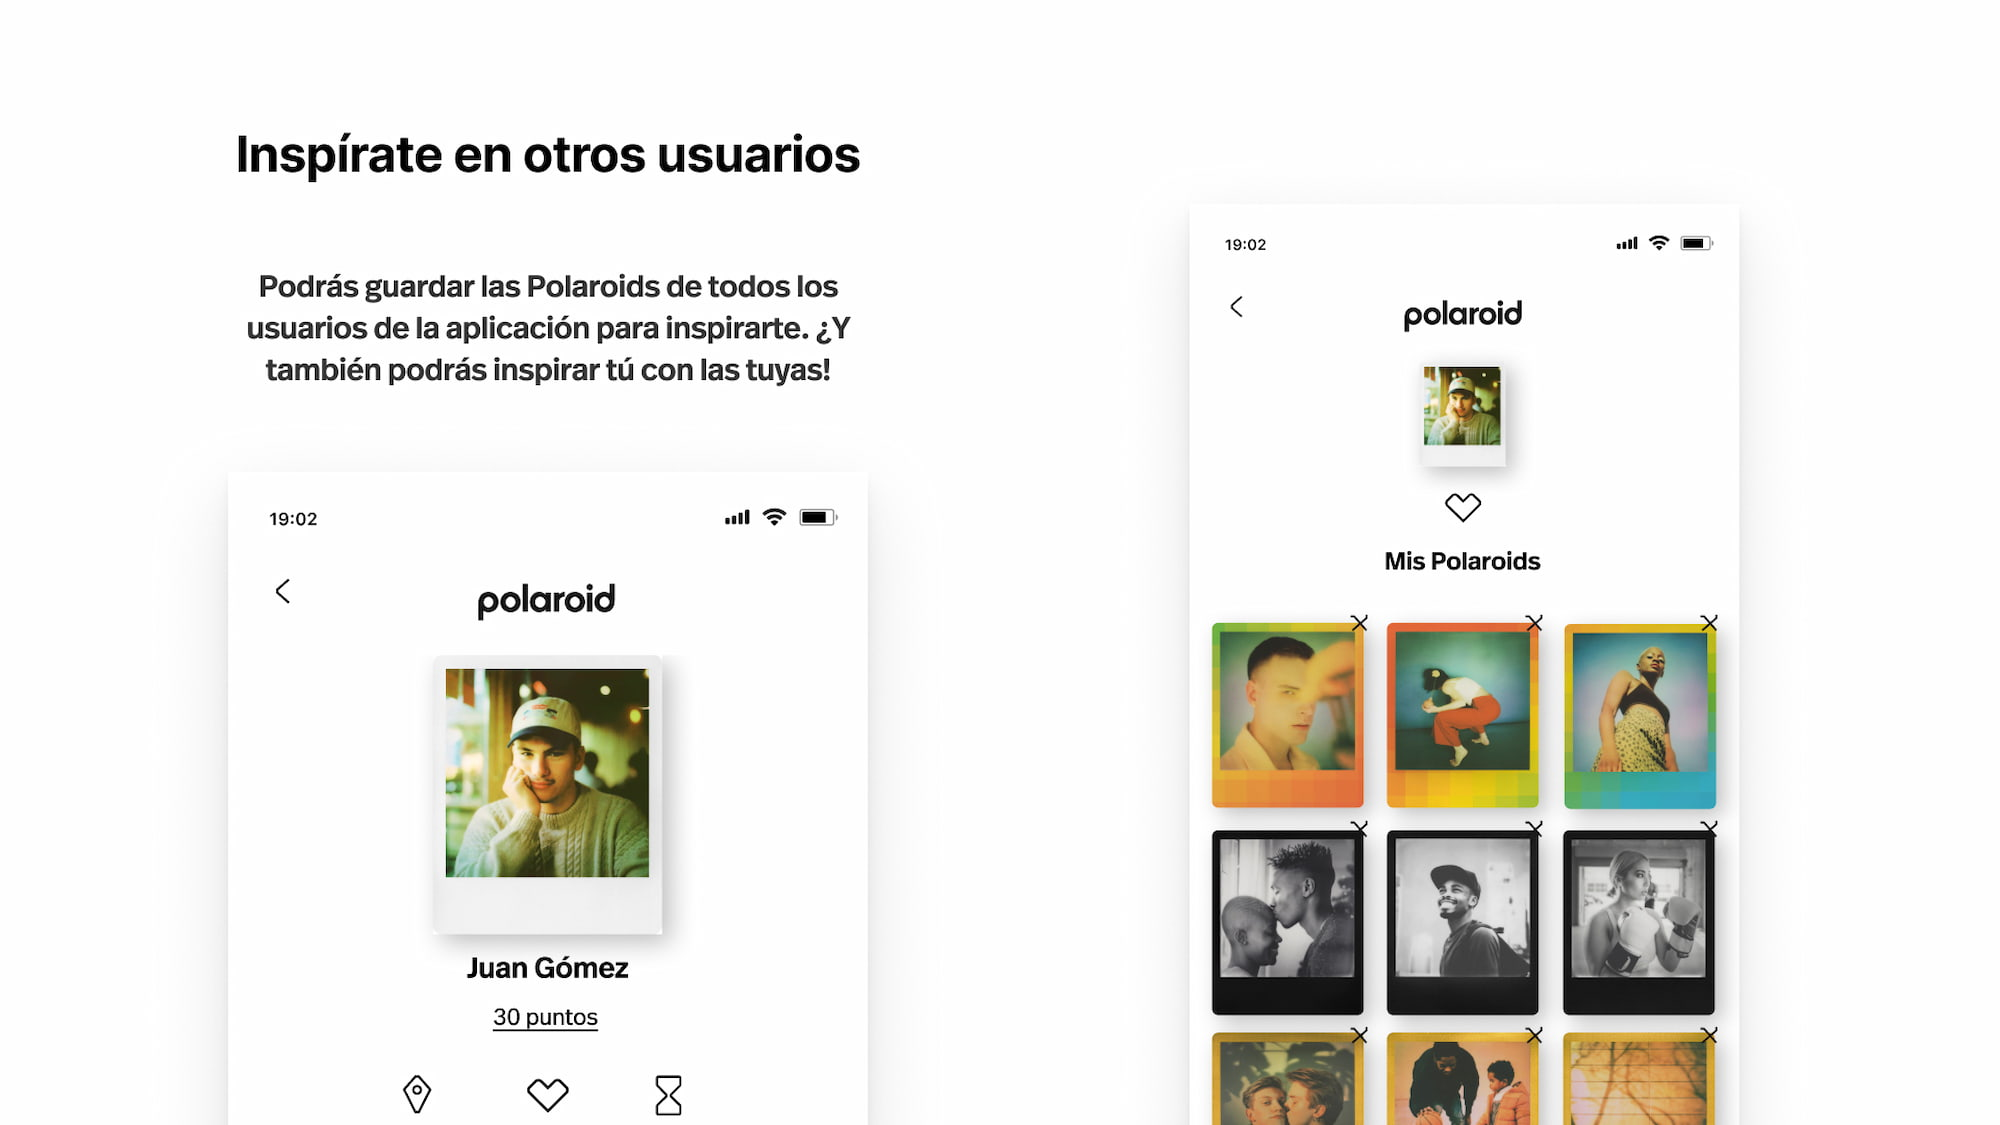 Inspírate en otros usuarios
Podrás guardar las Polaroids de todos los
usuarios de la aplicación para inspirarte. ¿Y
también podrás inspirar tú con las tuyas!
19:02
polaroid
Juan Gómez
30 puntos
19:02
polaroid
Mis Polaroids